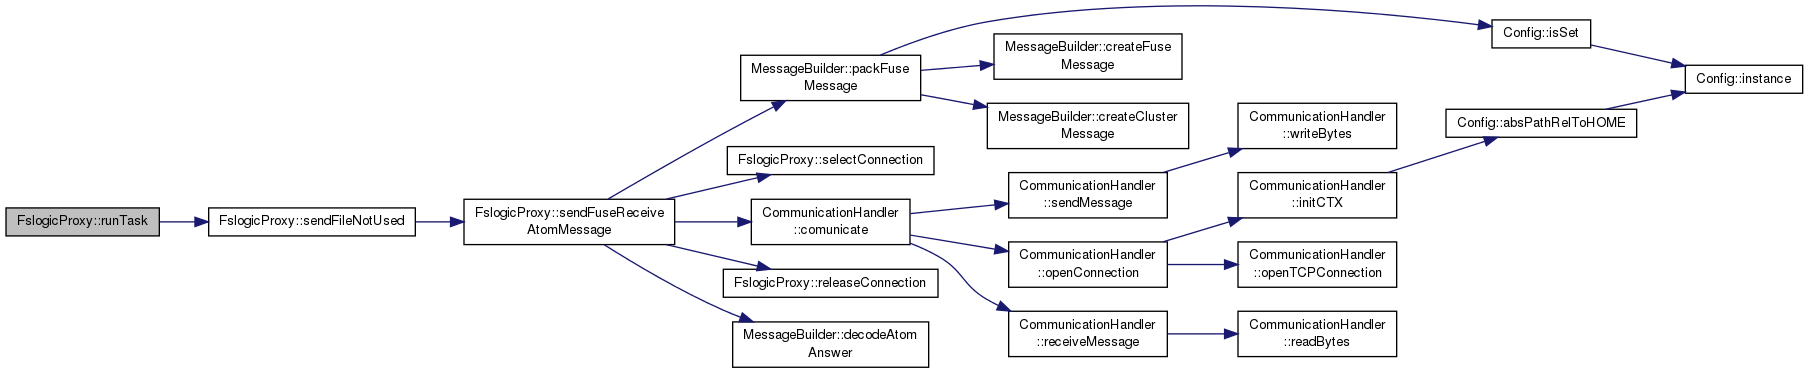 FslogicProxy::runTask
FslogicProxy::sendFileNotUsed
FslogicProxy::sendFuseReceive
AtomMessage
MessageBuilder::packFuse
Message
FslogicProxy::selectConnection
CommunicationHandler
::comunicate
FslogicProxy::releaseConnection
MessageBuilder::decodeAtom
Answer
MessageBuilder::createFuse
Message
MessageBuilder::createCluster
Message
CommunicationHandler
::sendMessage
CommunicationHandler
::openConnection
CommunicationHandler
::receiveMessage
CommunicationHandler
::writeBytes
CommunicationHandler
::initCTX
CommunicationHandler
::openTCPConnection
CommunicationHandler
::readBytes
Config::isSet
Config::absPathRelToHOME
Config::instance